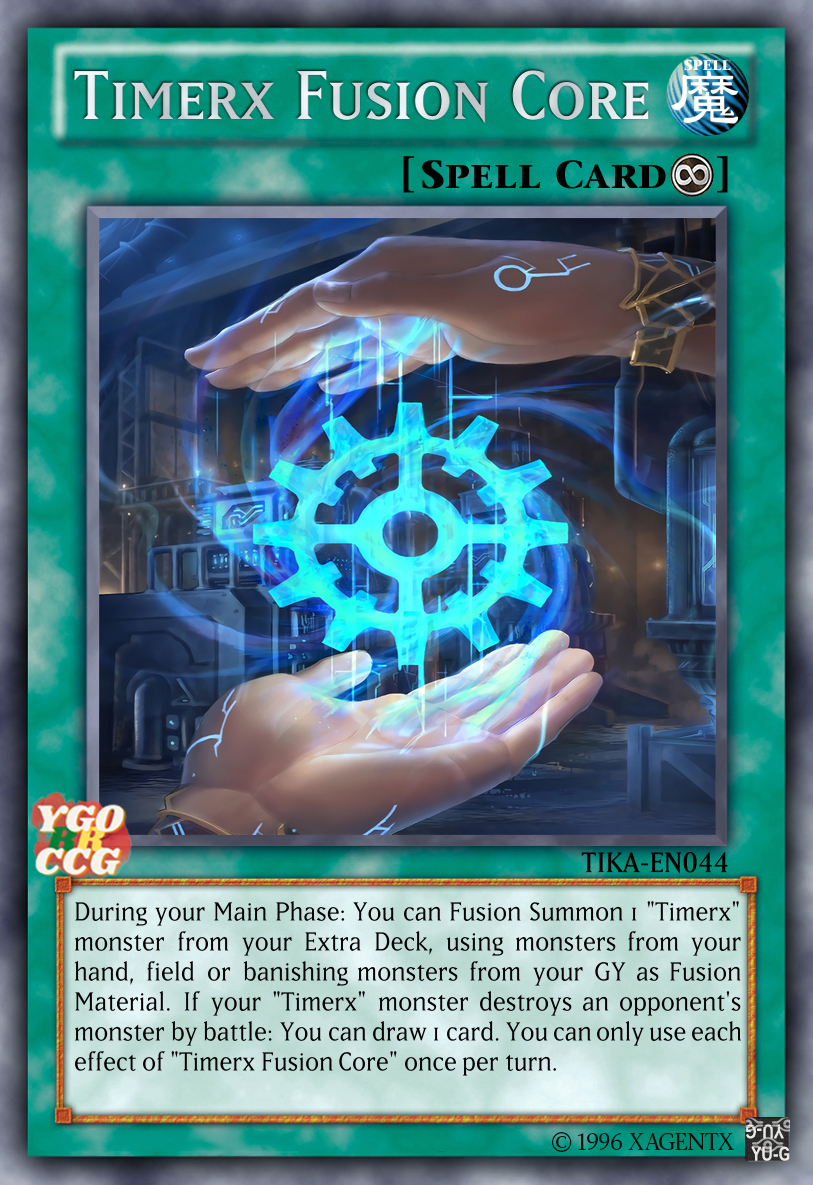 TIMERX FUSION CORE
SPELL
魔
[SPELL CARD∞]
YGO
BR
CCG
TIKA-EN044
During your Main Phase: You can Fusion Summon 1 "Timerx"
monster from your Extra Deck, using monsters from your
hand, field or banishing monsters from your GY as Fusion
Material. If your "Timerx" monster destroys an opponent's
monster by battle: You can draw 1 card. You can only use each
effect of "Timerx Fusion Core" once per turn.
© 1996 XAGENTX
YU-G
YU-G